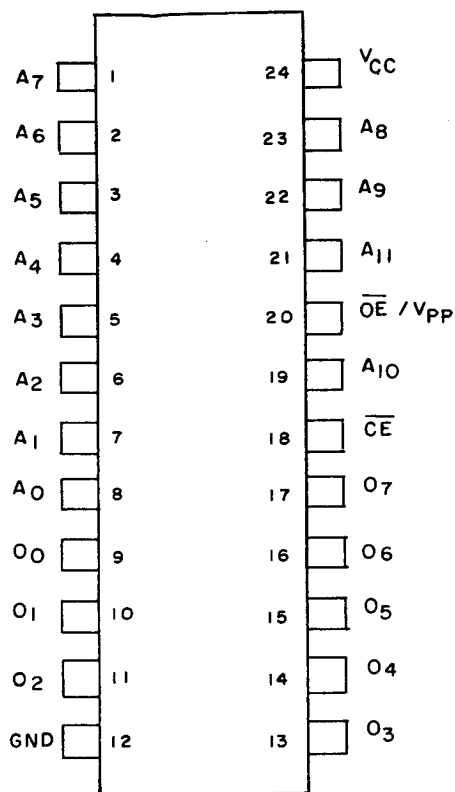 A7 1 24 VCC
A6 2 23 A8
A5 3 22 A9
A4 4 21 A11
A3 5 20 O̅E̅ / VPP
A2 6 19 A10
A1 7 18 C̅E̅
A0 8 17 O7
O0 9 16 O6
O1 10 15 O5
O2 11 14 O4
GND 12 13 O3